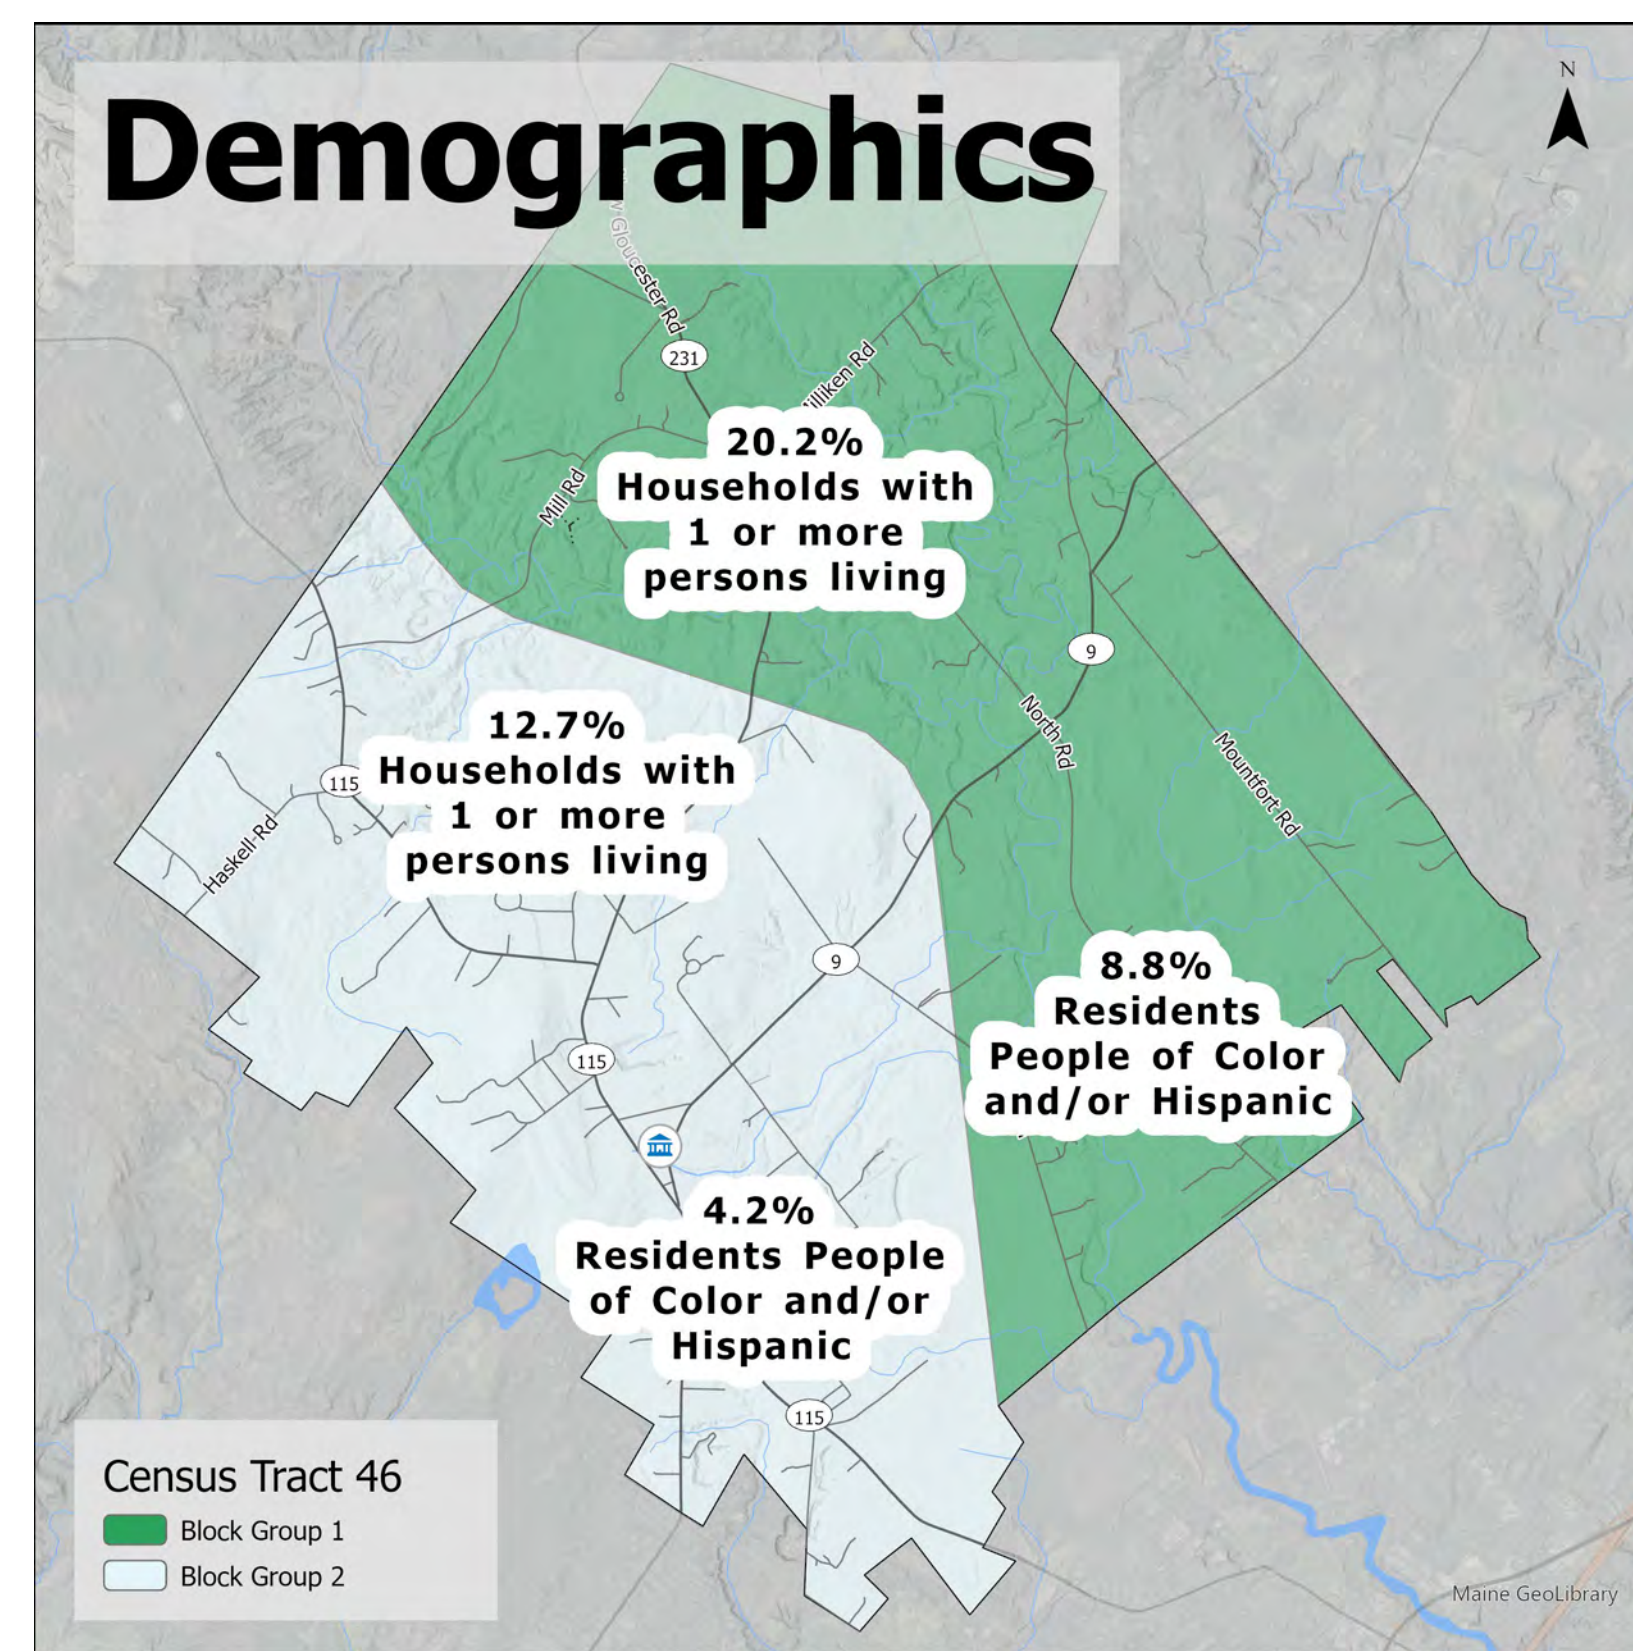 Demographics
N
Gloucester Rd
231
Rd
20.2%
Households with
1 or more
persons living
Mill Rd
9
North Rd
Mountfort Rd
12.7%
Households with
1 or more
persons living
115
Haskell Rd
9
8.8%
Residents
People of Color
and/or Hispanic
115
4.2%
Residents People
of Color and/or
Hispanic
115
Census Tract 46
Block Group 1
Block Group 2
Maine GeoLibrary